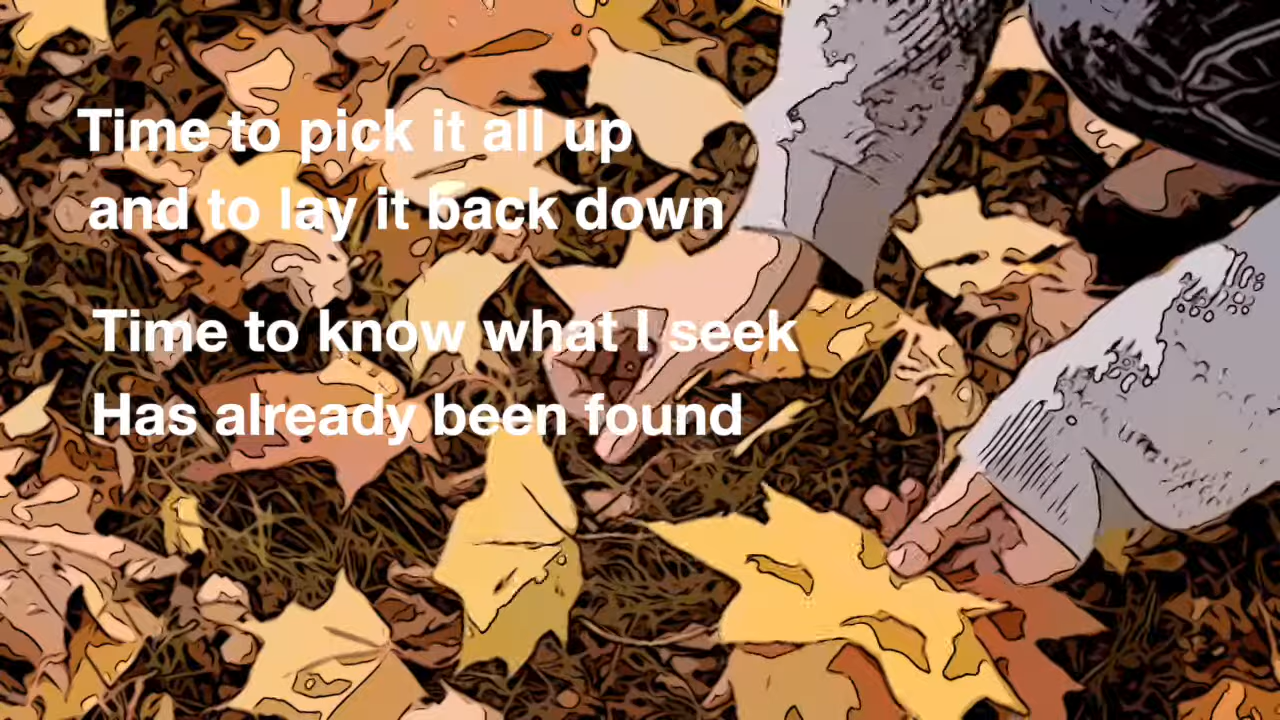 Time to pick it all up
and to lay it back down
Time to know what I seek
Has already been found